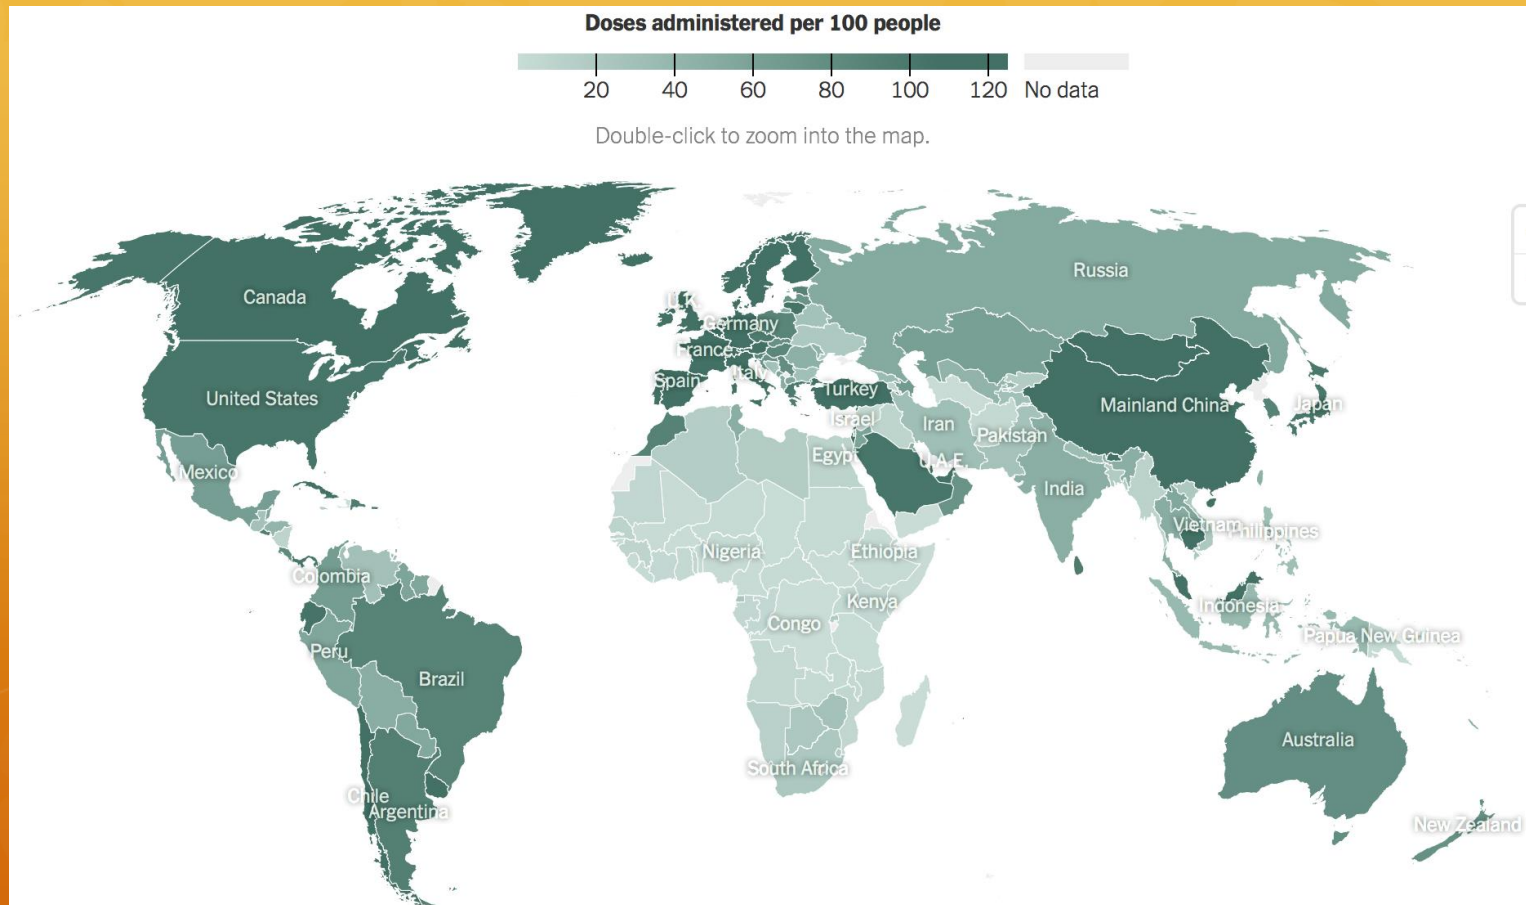 Doses administered per 100 people
20 40 60 80 100 120 No data
Double-click to zoom into the map.
Russia
Canada
U.K.
Germany
France
Italy
Spain
Turkey
United States
Mainland China
Japan
Israel
Iran
Pakistan
Egypt
U.A.E.
Mexico
India
Vietnam
Philippines
Nigeria
Ethiopia
Colombia
Kenya
Indonesia
Congo
Papua New Guinea
Peru
Brazil
Australia
South Africa
Chile
Argentina
New Zealand